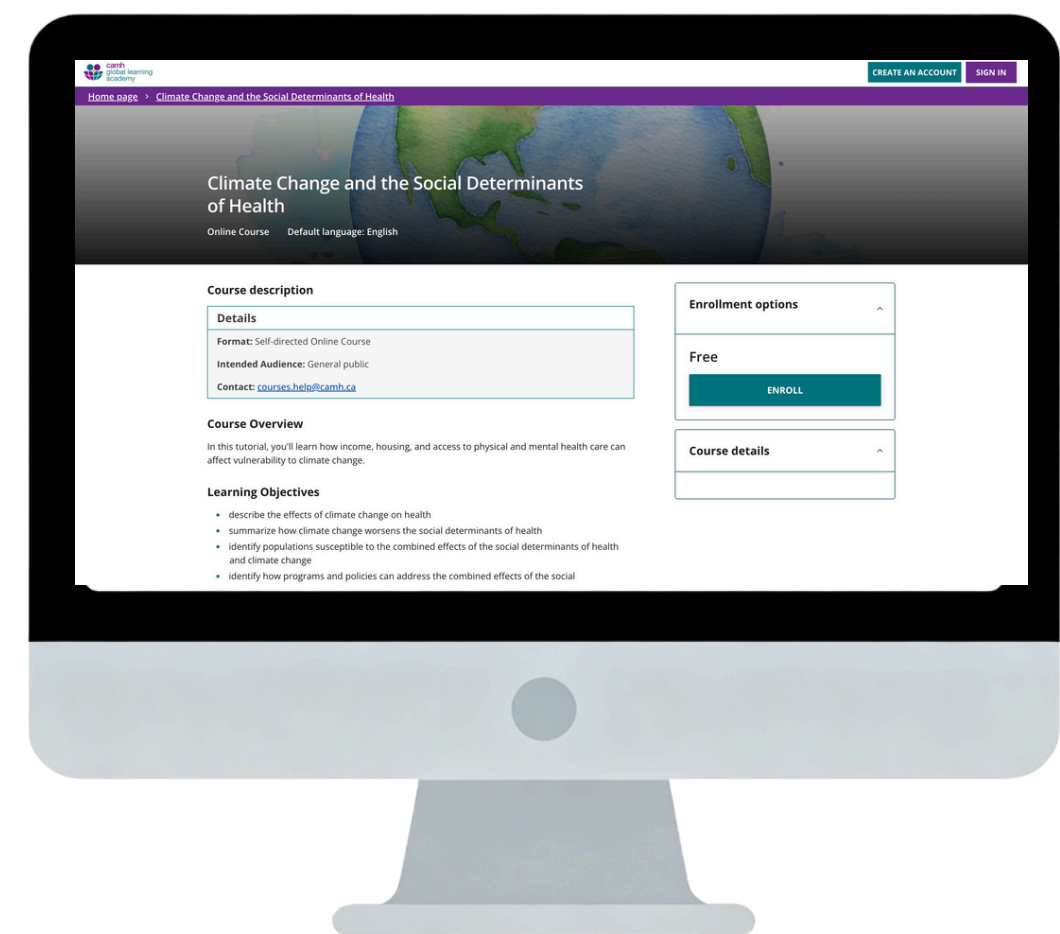 camh
global learning
academy
CREATE AN ACCOUNT
SIGN IN
Home page › Climate Change and the Social Determinants of Health
Climate Change and the Social Determinants
of Health
Online Course Default language: English
Course description
Details
Format: Self-directed Online Course
Intended Audience: General public
Contact: courses.help@camh.ca
Course Overview
In this tutorial, you'll learn how income, housing, and access to physical and mental health care can
affect vulnerability to climate change.
Learning Objectives
• describe the effects of climate change on health
• summarize how climate change worsens the social determinants of health
• identify populations susceptible to the combined effects of the social determinants of health
and climate change
• identify how programs and policies can address the combined effects of the social
Enrollment options
Free
ENROLL
Course details